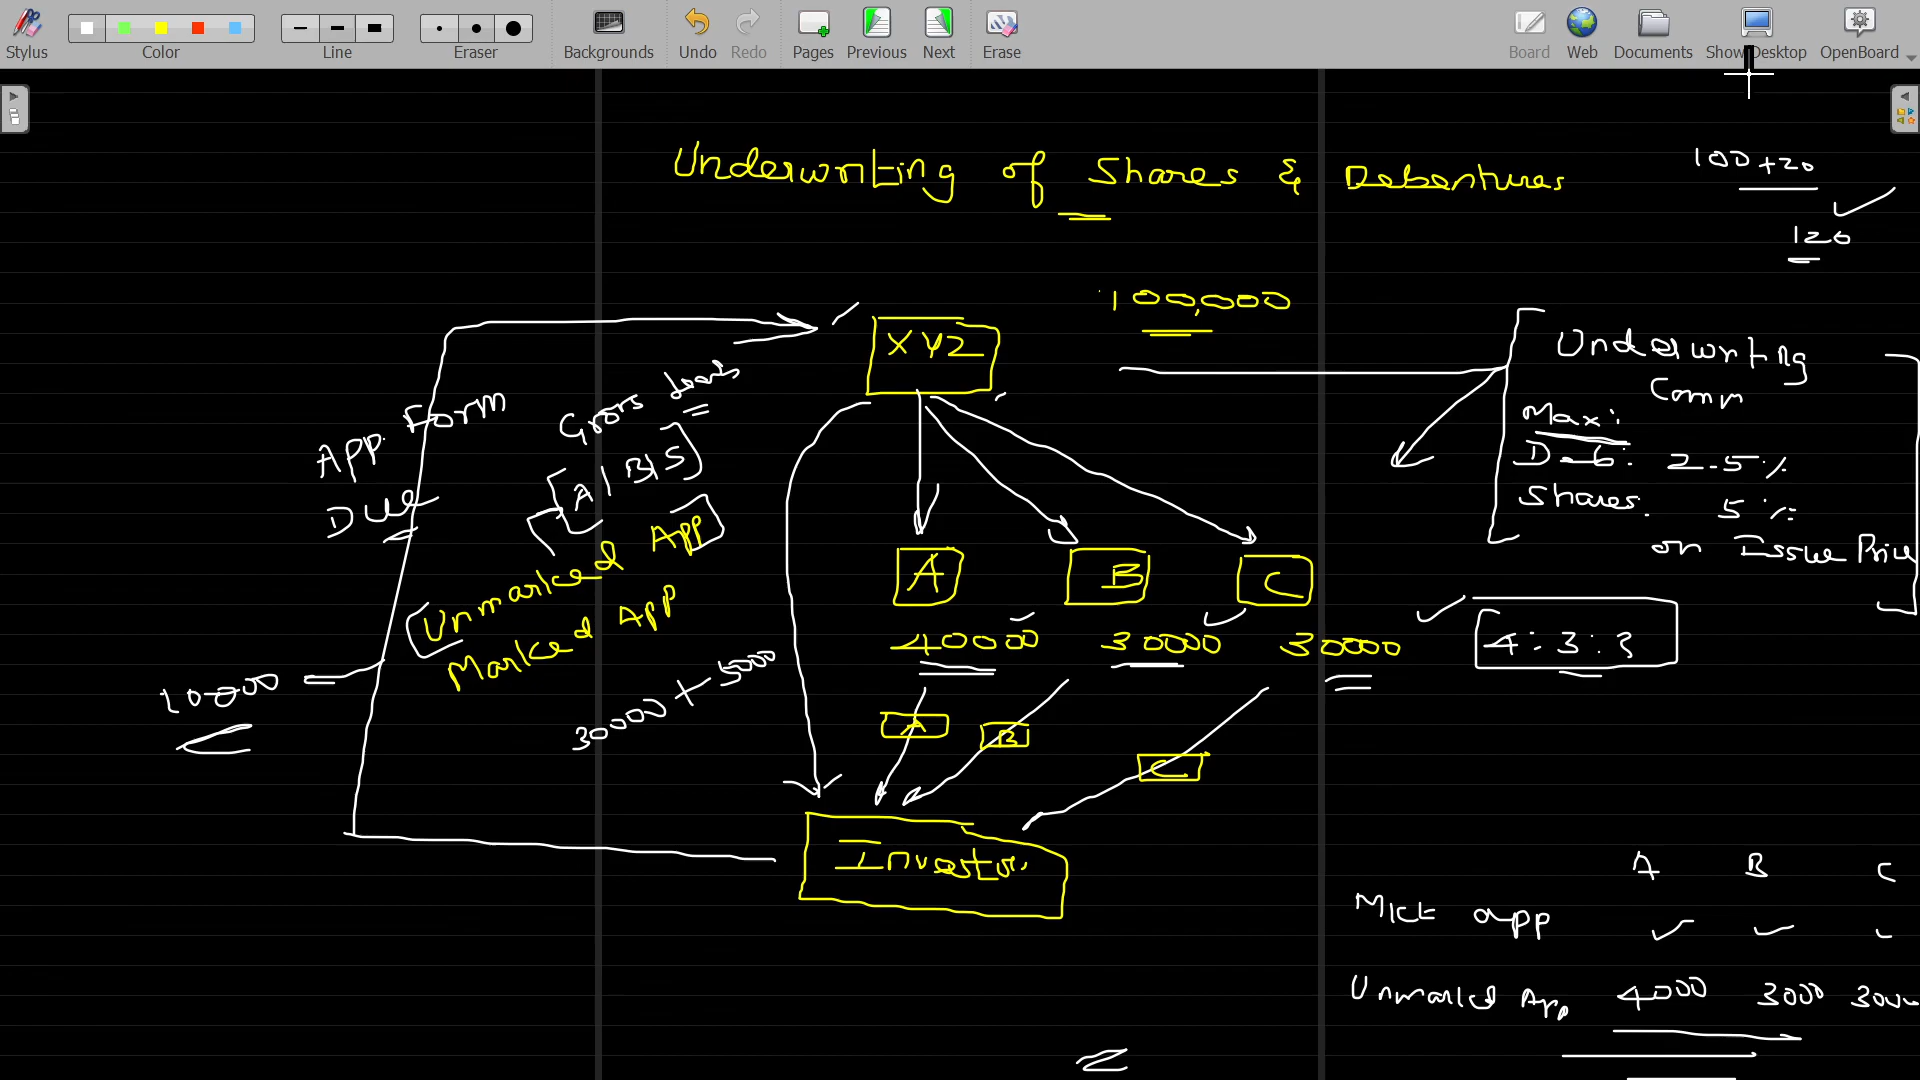 Stylus Color Line Eraser Backgrounds Undo Redo Pages Previous Next Erase Board Web Documents Show Desktop OpenBoard
Underwriting of Shares & Debentures
100+20
120
100,000
XYZ
Underwriting
Comm
Max:
Deb: 2.5%
Shares: 5%
on Issue Price
App. Form
Due
Gross
[A|B|S]
Unmarked App
Marked App
A B C
40000 30000 30000
4:3:3
10000
30000 + 5000
A
B
C
Investor
A B C
Mkt app
Unmarked App 4000 3000